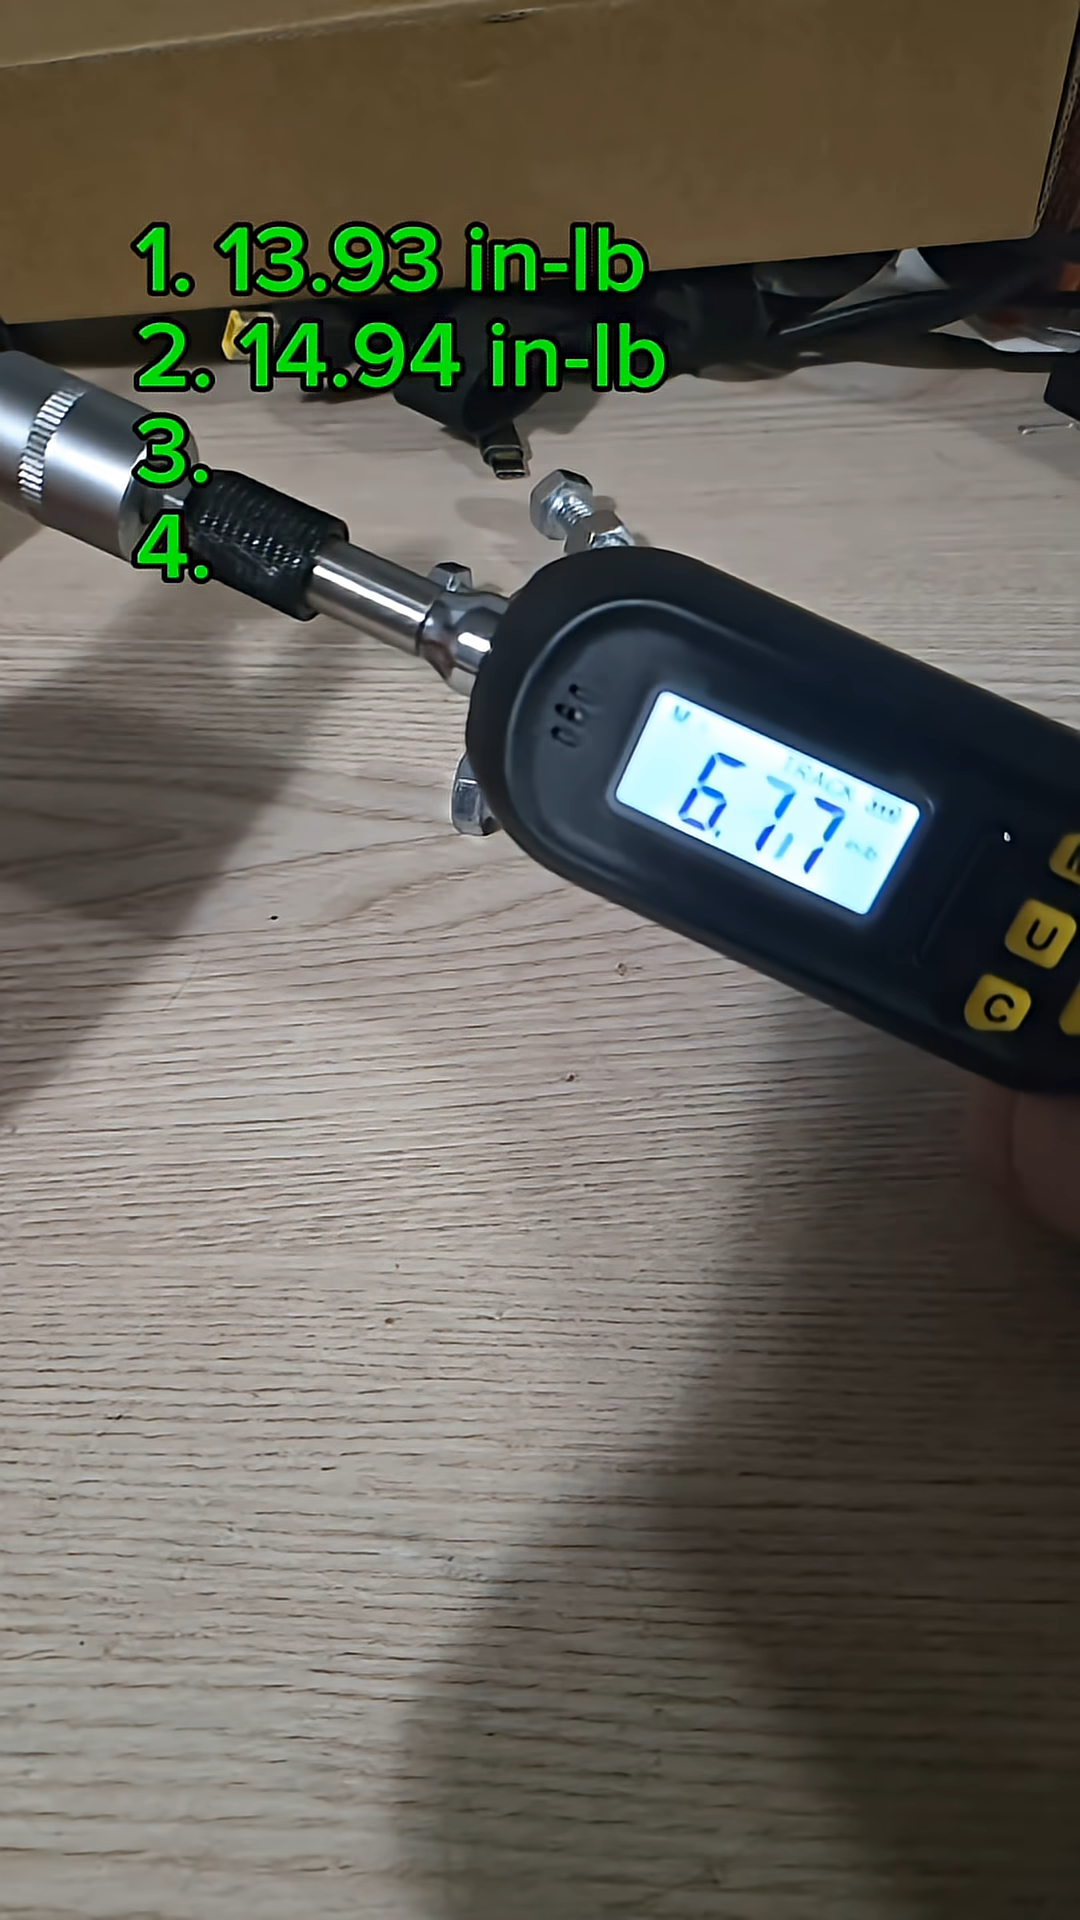 1. 13.93 in-lb
2. 14.94 in-lb
3.
4.
M
TRACK
6.77 in-lb
U
C